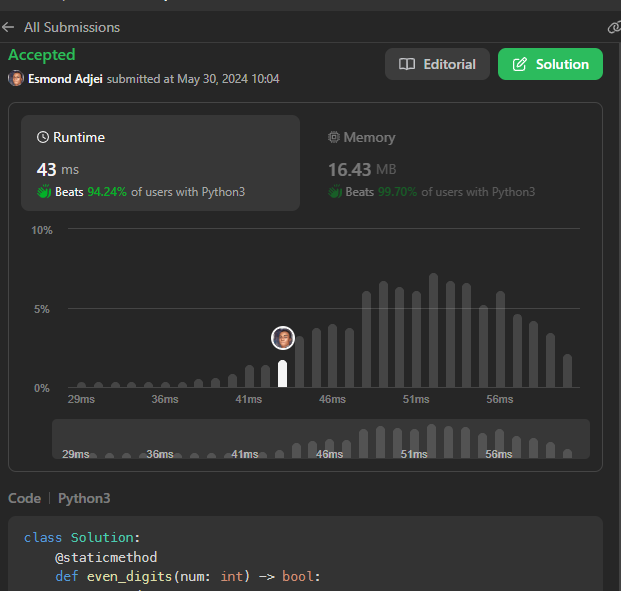 All Submissions
Accepted
Esmond Adjei submitted at May 30, 2024 10:04
Editorial
Solution
Runtime
43 ms
Beats 94.24% of users with Python3
Memory
16.43 MB
Beats 99.70% of users with Python3
10%
5%
0%
29ms 36ms 41ms 46ms 51ms 56ms
29ms 36ms 41ms 46ms 51ms 56ms
Code | Python3
class Solution:
@staticmethod
def even_digits(num: int) -> bool: